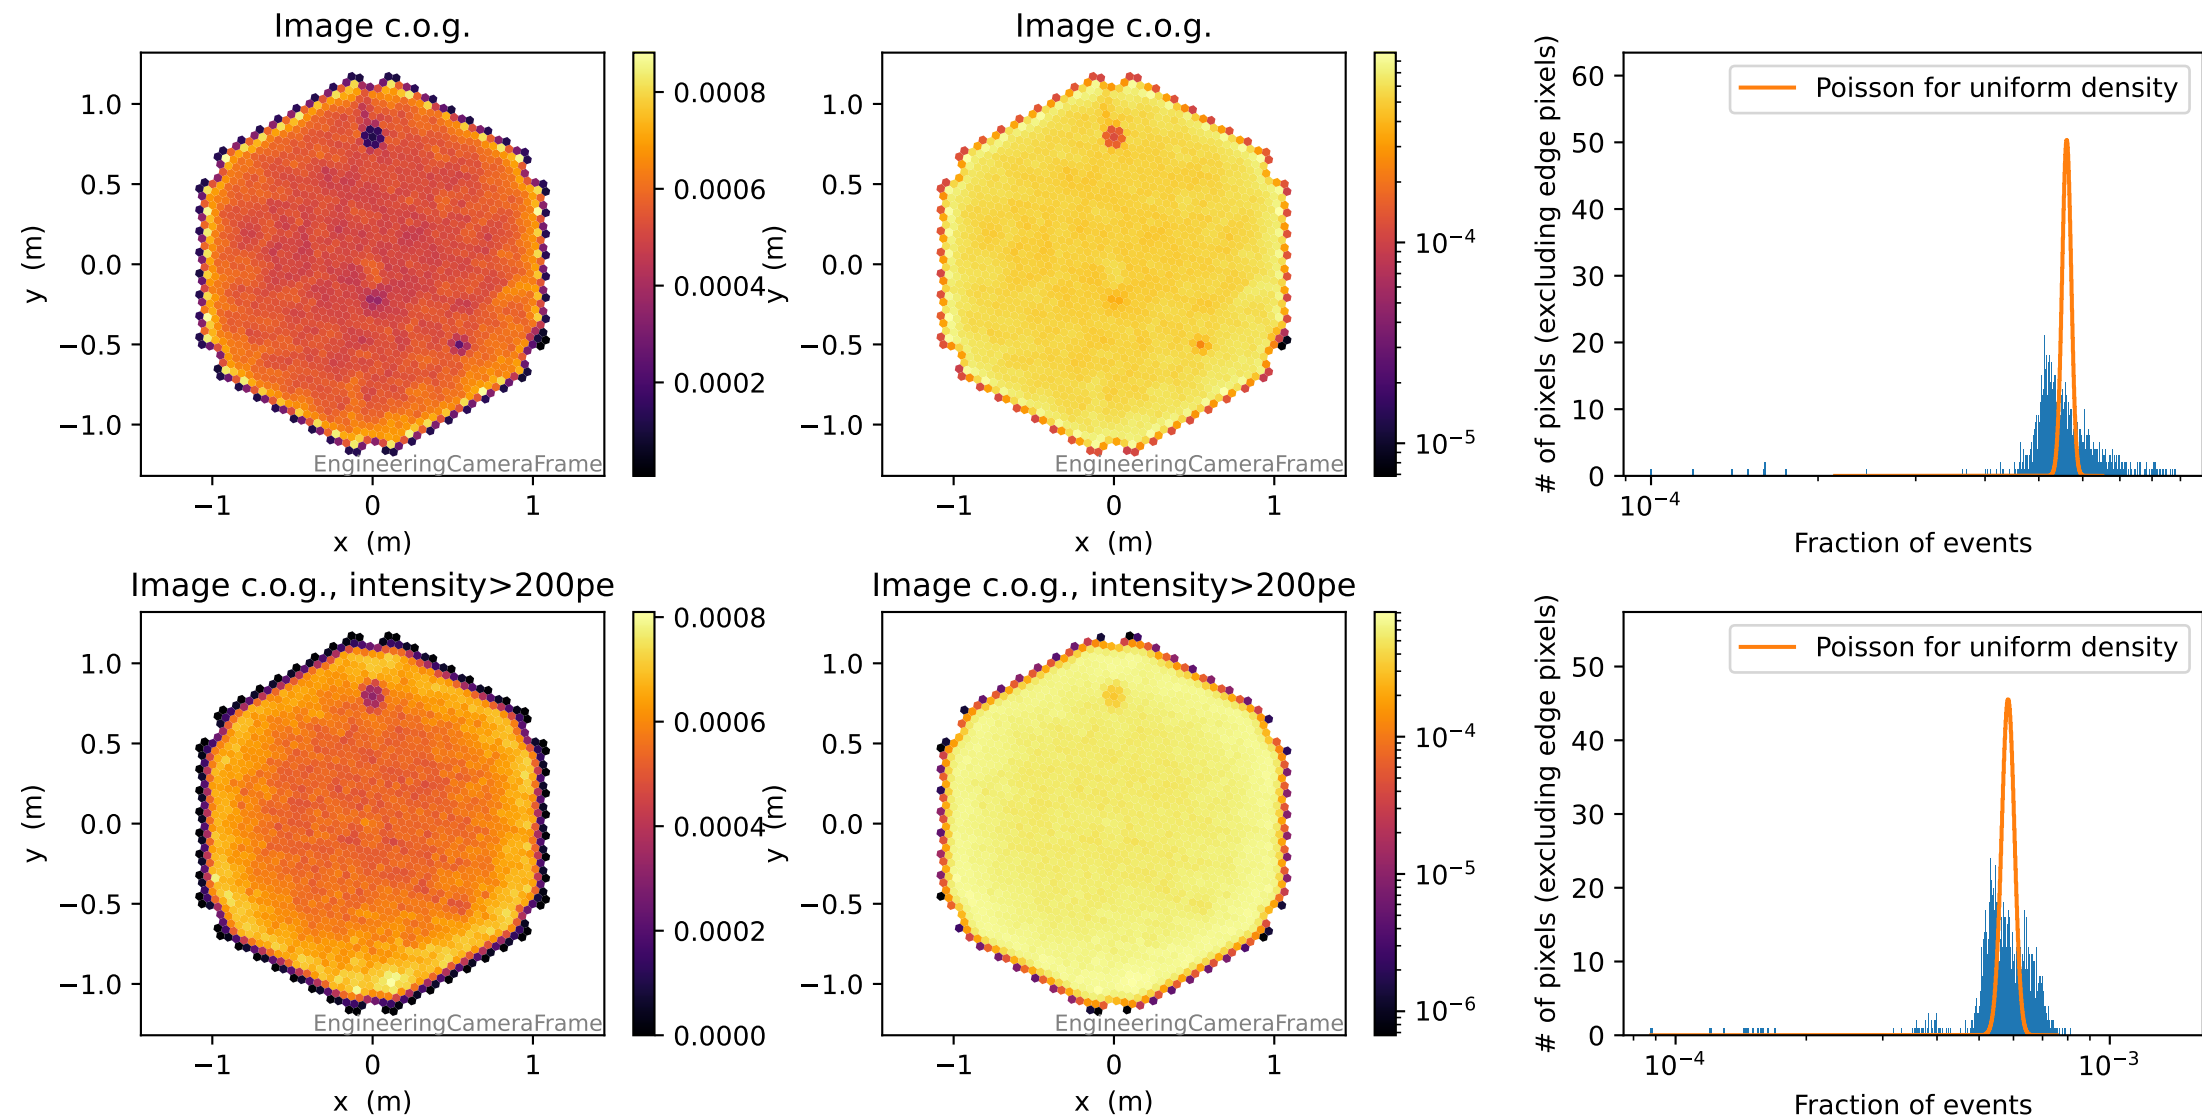 Image c.o.g.
1.0
0.5
0.0
−0.5
−1.0
y (m)
−1
0
1
x (m)
EngineeringCameraFrame
0.0008
0.0006
0.0004
0.0002
Image c.o.g.
1.0
0.5
0.0
−0.5
−1.0
y (m)
−1
0
1
x (m)
EngineeringCameraFrame
10⁻⁴
10⁻⁵
60
50
40
30
20
10
0
# of pixels (excluding edge pixels)
Poisson for uniform density
10⁻⁴
Fraction of events
Image c.o.g., intensity>200pe
1.0
0.5
0.0
−0.5
−1.0
y (m)
−1
0
1
x (m)
EngineeringCameraFrame
0.0008
0.0006
0.0004
0.0002
0.0000
Image c.o.g., intensity>200pe
1.0
0.5
0.0
−0.5
−1.0
y (m)
−1
0
1
x (m)
EngineeringCameraFrame
10⁻⁴
10⁻⁵
10⁻⁶
50
40
30
20
10
0
# of pixels (excluding edge pixels)
Poisson for uniform density
10⁻⁴
10⁻³
Fraction of events